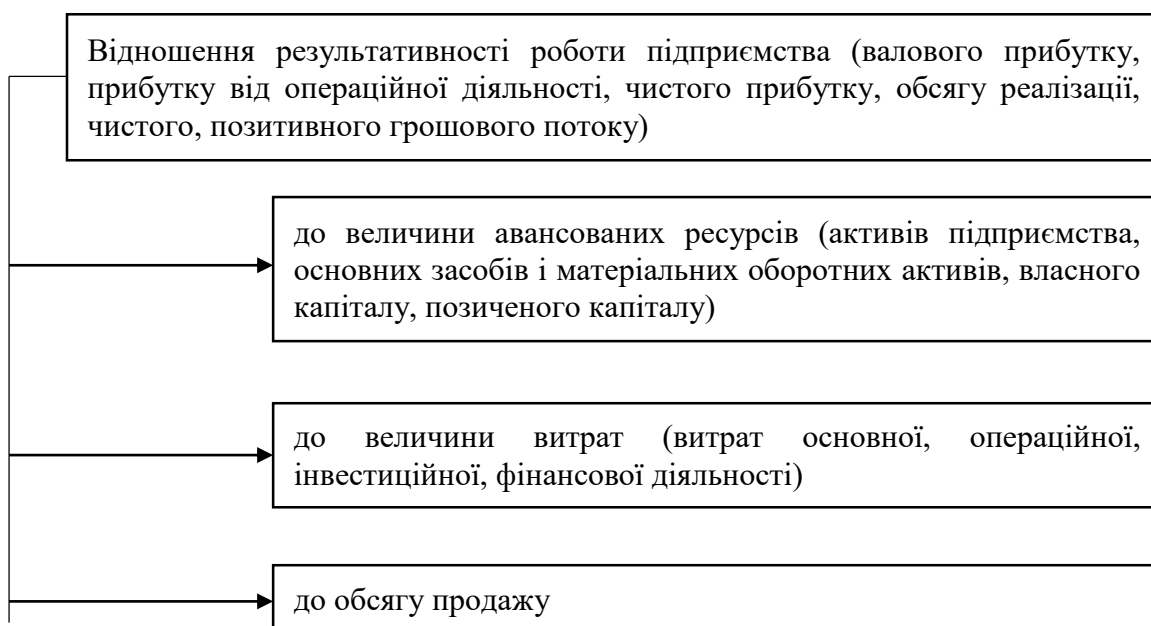 Відношення результативності роботи підприємства (валового прибутку,
прибутку від операційної діяльності, чистого прибутку, обсягу реалізації,
чистого, позитивного грошового потоку)
до величини авансованих ресурсів (активів підприємства,
основних засобів і матеріальних оборотних активів, власного
капіталу, позиченого капіталу)
до величини витрат (витрат основної, операційної,
інвестиційної, фінансової діяльності)
до обсягу продажу